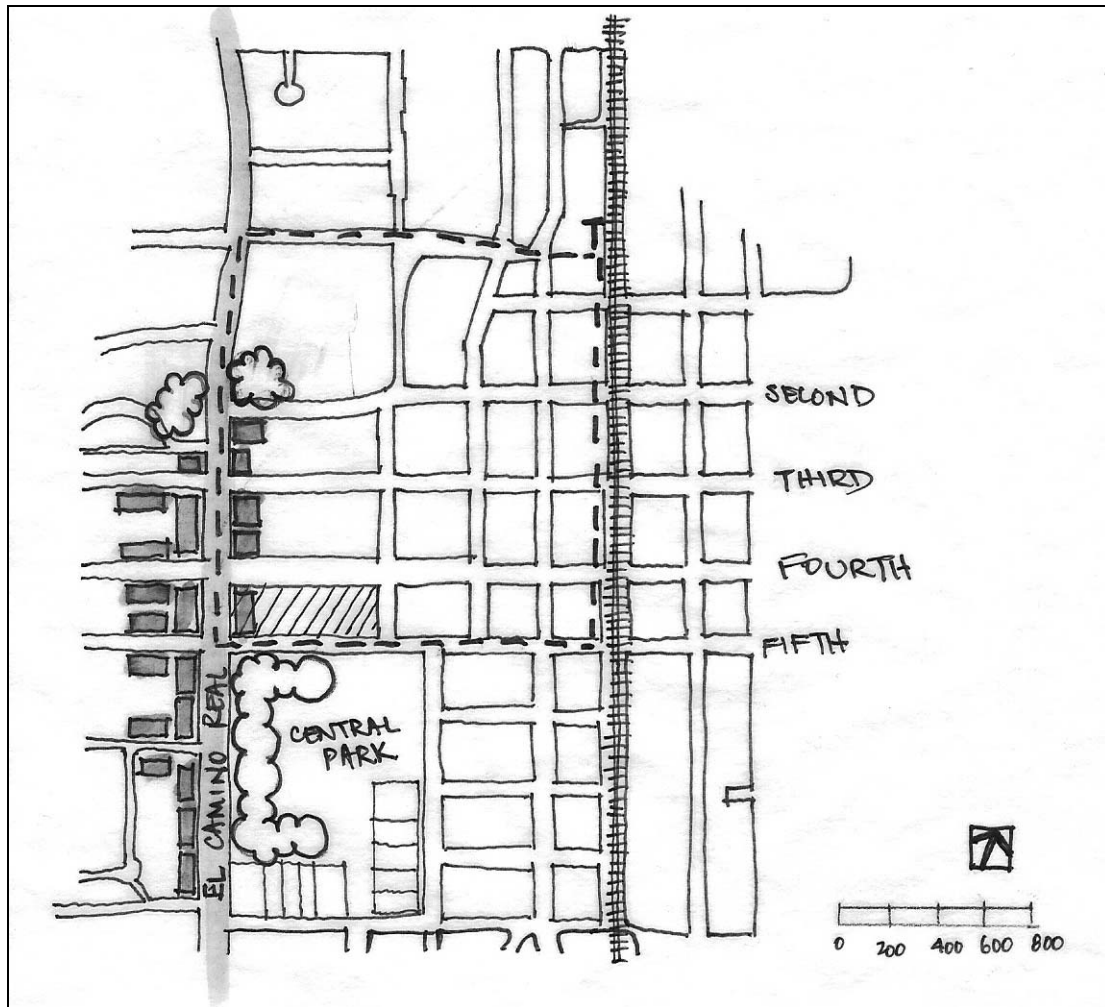 SECOND
THIRD
FOURTH
FIFTH
EL CAMINO REAL
CENTRAL
PARK
0 200 400 600 800